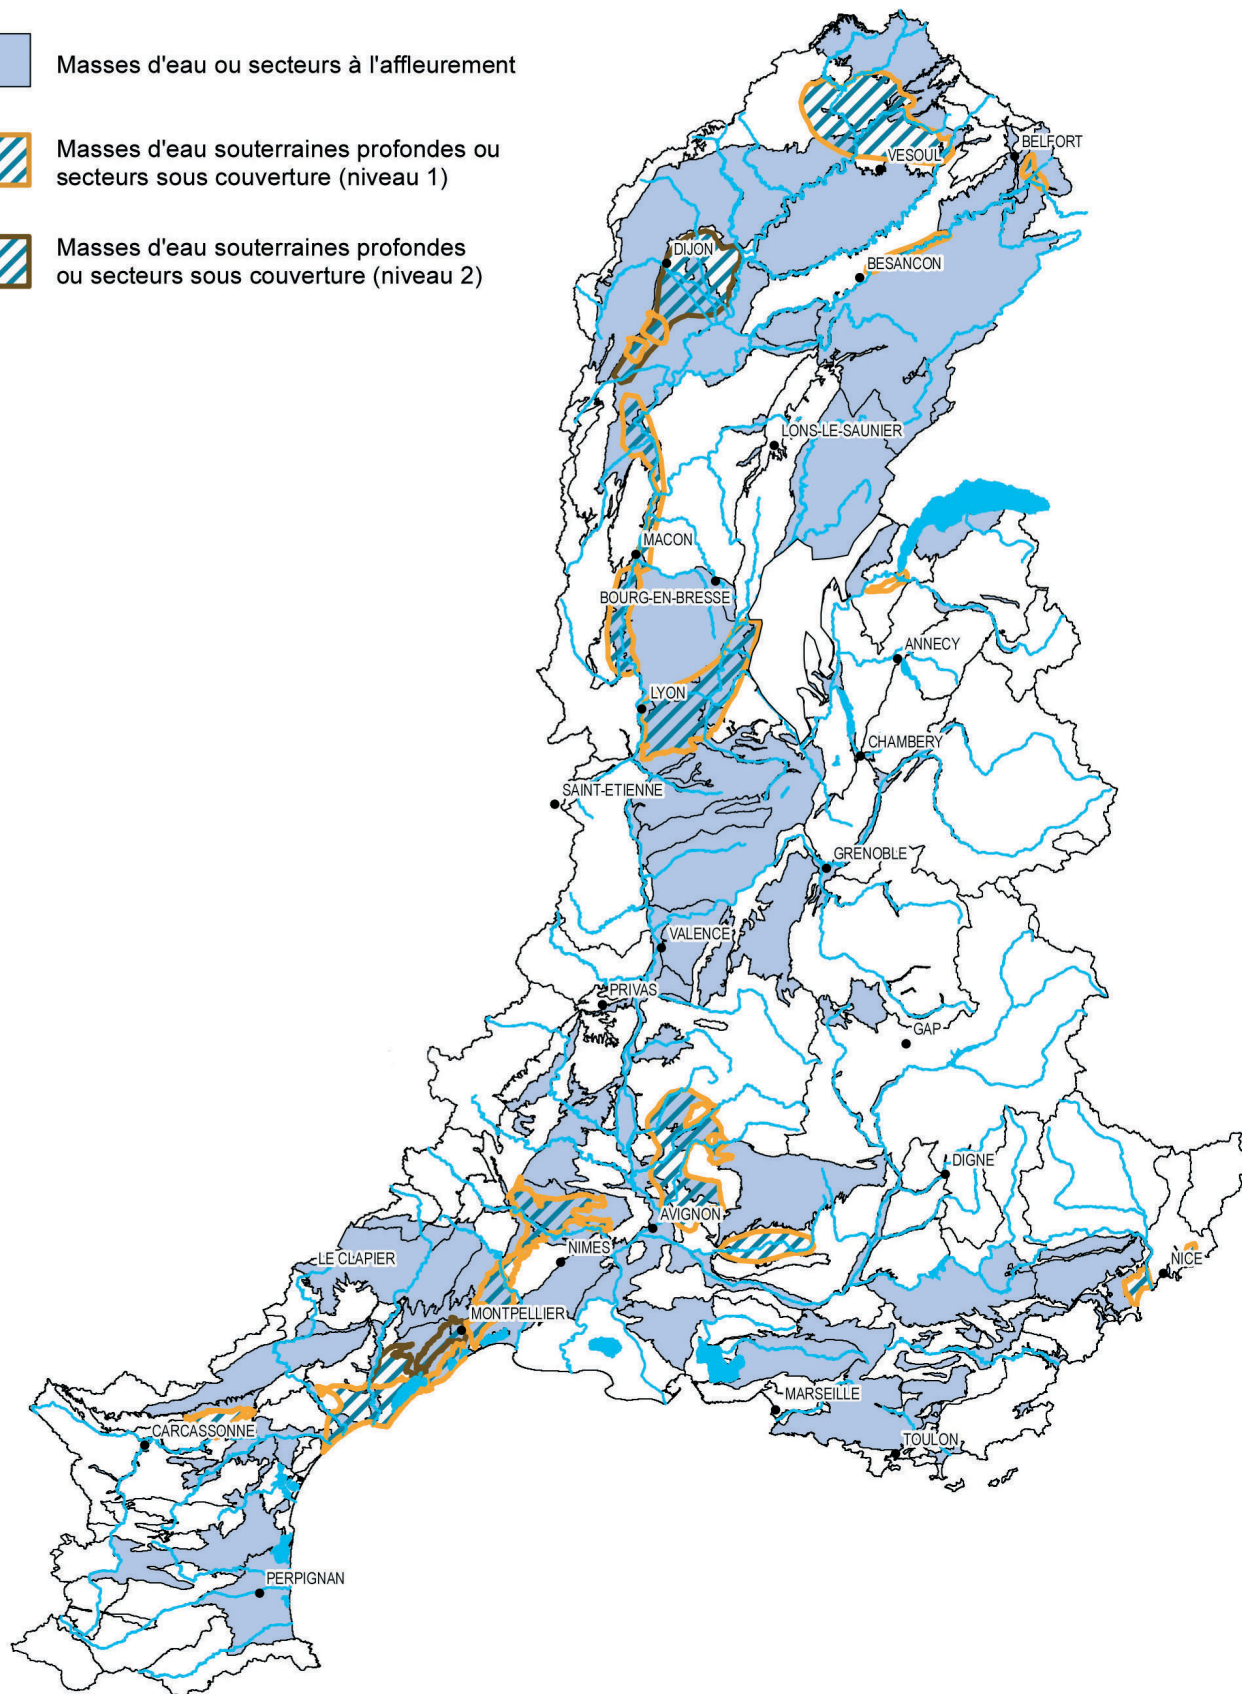 Masses d'eau ou secteurs à l'affleurement
Masses d'eau souterraines profondes ou
secteurs sous couverture (niveau 1)
Masses d'eau souterraines profondes
ou secteurs sous couverture (niveau 2)
BELFORT
VESOUL
DIJON
BESANCON
LONS-LE-SAUNIER
MACON
BOURG-EN-BRESSE
ANNECY
LYON
CHAMBERY
SAINT-ETIENNE
GRENOBLE
VALENCE
PRIVAS
GAP
DIGNE
AVIGNON
NIMES
LE CLAPIER
NICE
MONTPELLIER
MARSEILLE
CARCASSONNE
TOULON
PERPIGNAN